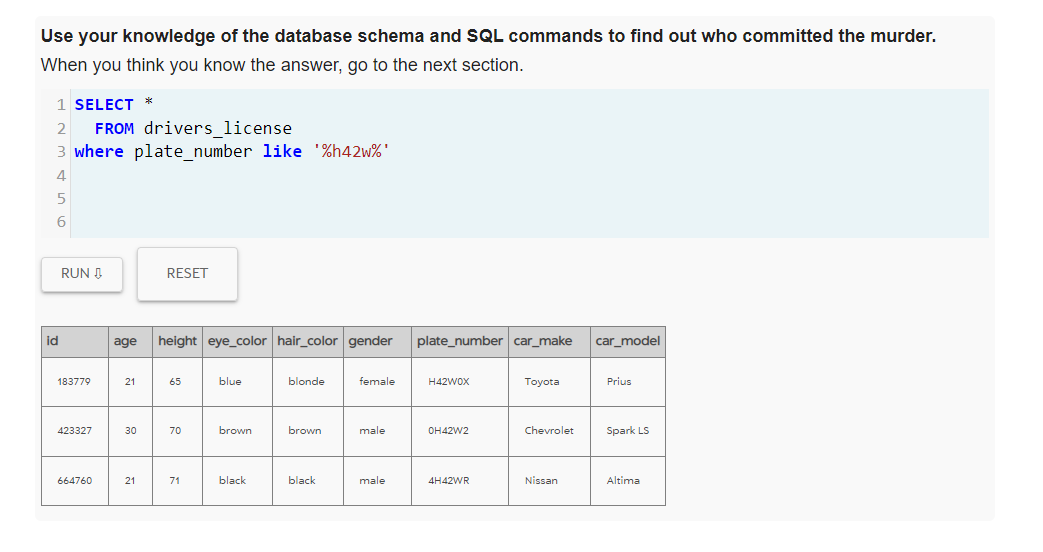 Use your knowledge of the database schema and SQL commands to find out who committed the murder.
When you think you know the answer, go to the next section.
1 SELECT *
2 FROM drivers_license
3 where plate_number like '%h42w%'
4
5
6
RUN ⇩ RESET
id age height eye_color hair_color gender plate_number car_make car_model
183779 21 65 blue blonde female H42W0X Toyota Prius
423327 30 70 brown brown male 0H42W2 Chevrolet Spark LS
664760 21 71 black black male 4H42WR Nissan Altima